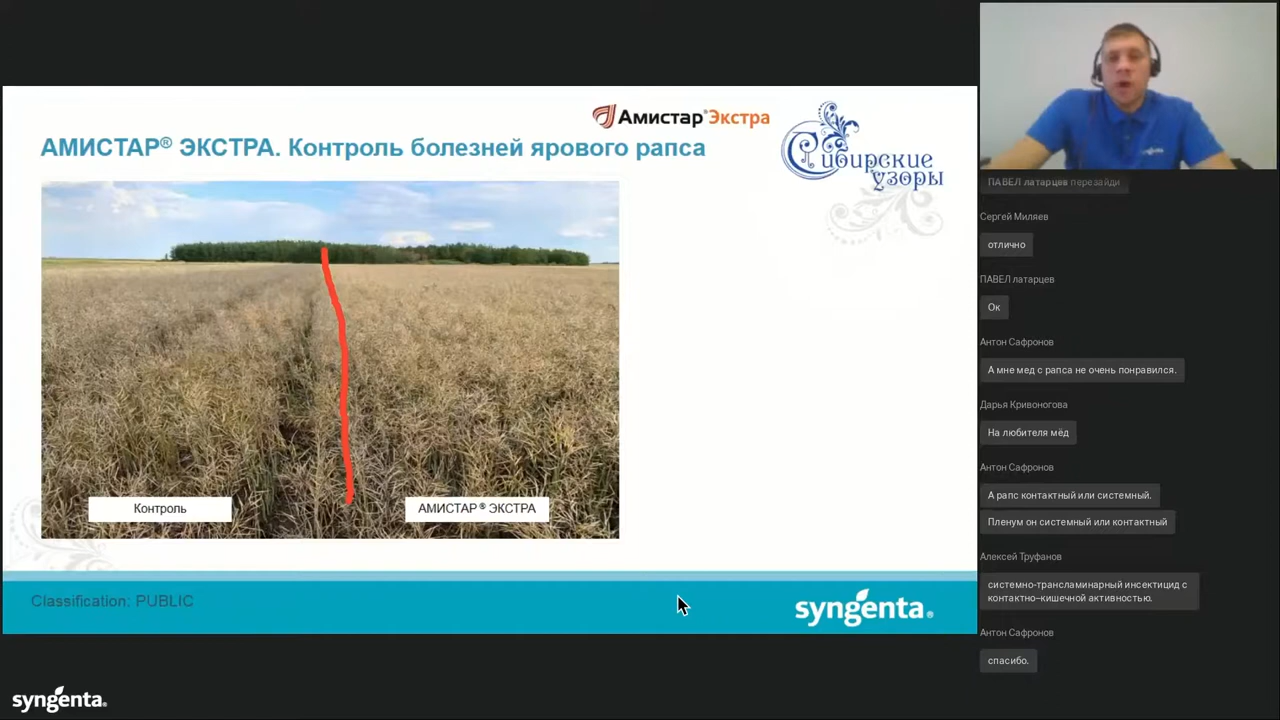 Амистар®Экстра
АМИСТАР® ЭКСТРА. Контроль болезней ярового рапса
Сибирские
узоры
Контроль
АМИСТАР® ЭКСТРА
Classification: PUBLIC
syngenta®
syngenta®
ПАВЕЛ латарцев перезайди
Сергей Миляев
отлично
ПАВЕЛ латарцев
Ок
Антон Сафронов
А мне мед с рапса не очень понравился.
Дарья Кривоногова
На любителя мёд
Антон Сафронов
А рапс контактный или системный.
Пленум он системный или контактный
Алексей Труфанов
системно-трансламинарный инсектицид с
контактно–кишечной активностью.
Антон Сафронов
спасибо.